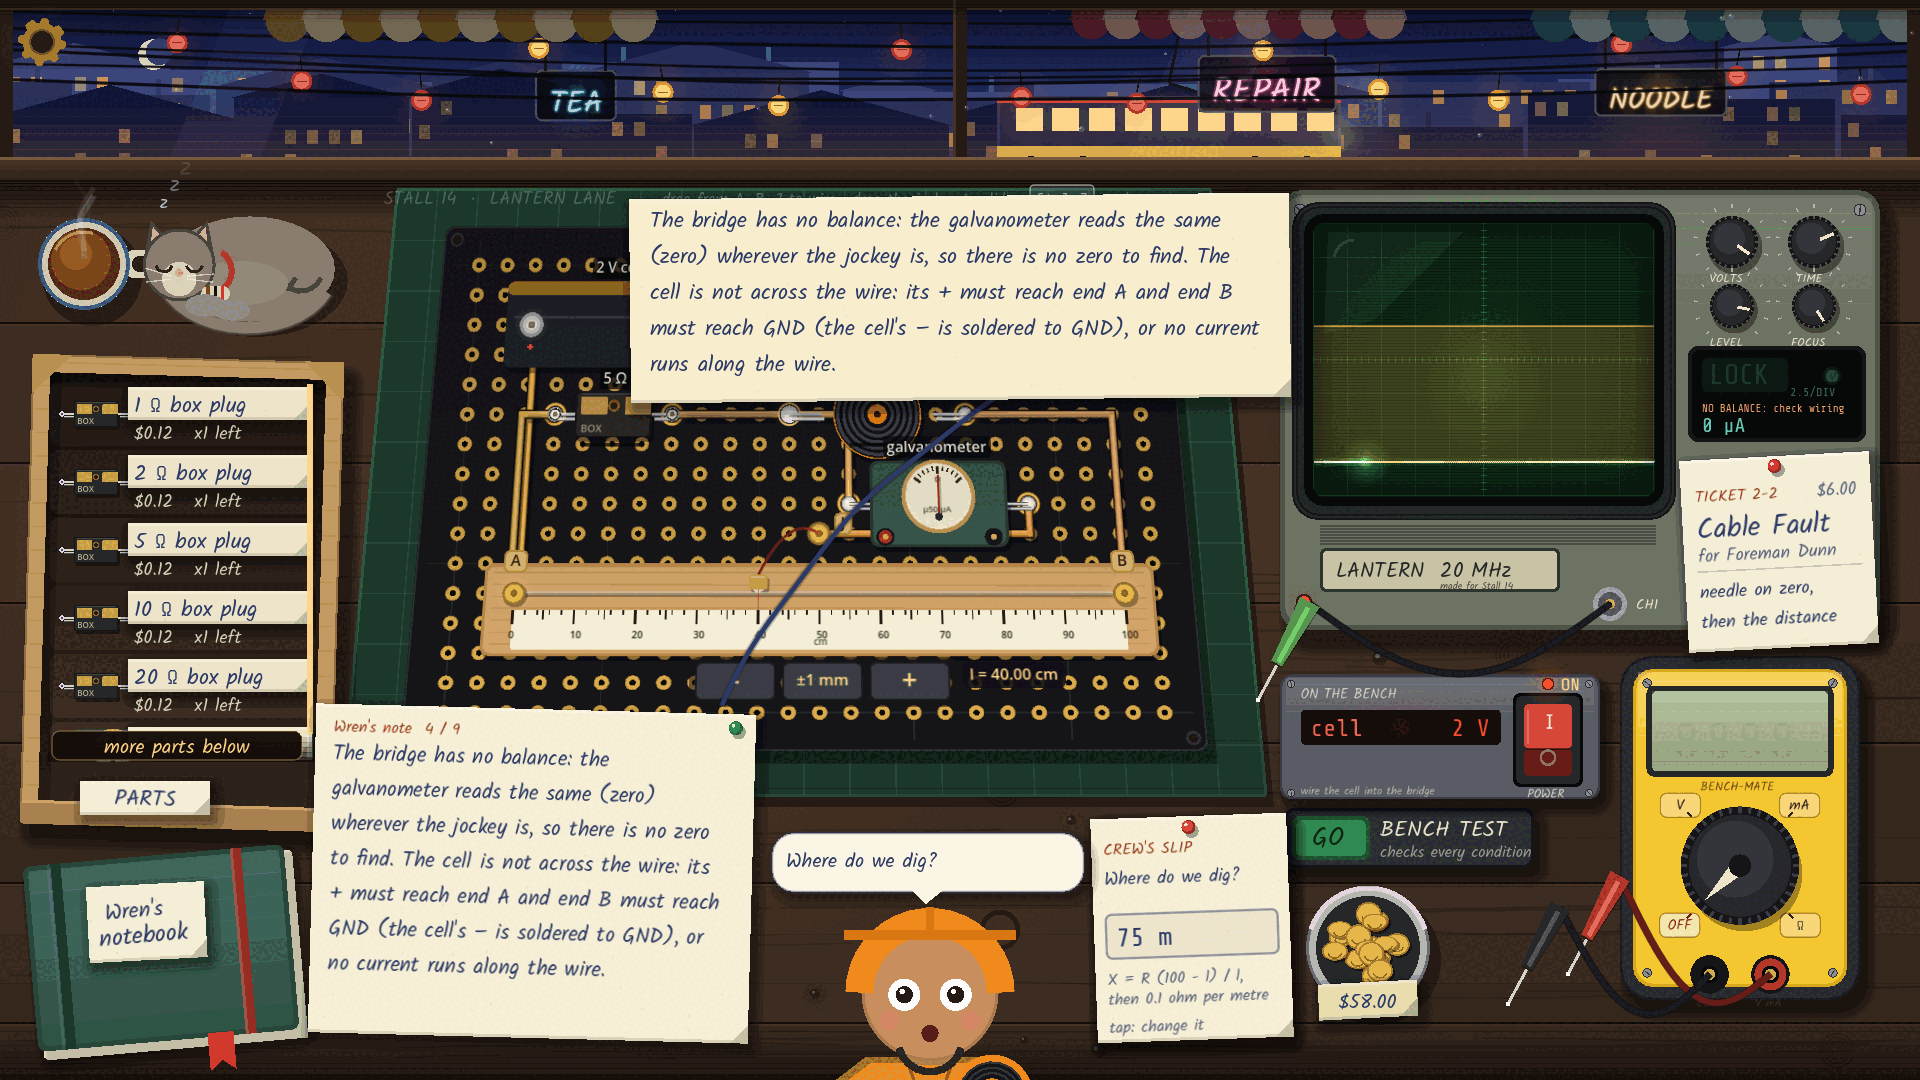 TEA
REPAIR
NOODLE
STALL 14 · LANTERN LANE
The bridge has no balance: the galvanometer reads the same
(zero) wherever the jockey is, so there is no zero to find. The
cell is not across the wire: its + must reach end A and end B
must reach GND (the cell's – is soldered to GND), or no current
runs along the wire.
z
z
z
2 V
+
5 Ω
BOX
galvanometer
0
A
B
0 10 20 30 40 50 60 70 80 90 100
cm
-
±1 mm
+
l = 40.00 cm
BOX
1 Ω box plug
$0.12 x1 left
BOX
2 Ω box plug
$0.12 x1 left
BOX
5 Ω box plug
$0.12 x1 left
BOX
10 Ω box plug
$0.12 x1 left
BOX
20 Ω box plug
$0.12 x1 left
more parts below
PARTS
Wren's
notebook
Wren's note 4 / 9
The bridge has no balance: the
galvanometer reads the same (zero)
wherever the jockey is, so there is no zero
to find. The cell is not across the wire: its
+ must reach end A and end B must reach
GND (the cell's – is soldered to GND), or
no current runs along the wire.
Where do we dig?
CREW'S SLIP
Where do we dig?
75 m
X = R (100 - l) / l,
then 0.1 ohm per metre
tap: change it
VOLTS
TIME
LEVEL
FOCUS
LOCK
2.5/DIV
NO BALANCE: check wiring
0 µA
LANTERN 20 MHz
made for Stall 14
CH1
TICKET 2-2 $6.00
Cable Fault
for Foreman Dunn
needle on zero,
then the distance
ON THE BENCH
ON
cell 2 V
I
wire the cell into the bridge
POWER
GO
BENCH TEST
checks every condition
$58.00
BENCH-MATE
V
mA
OFF
Ω